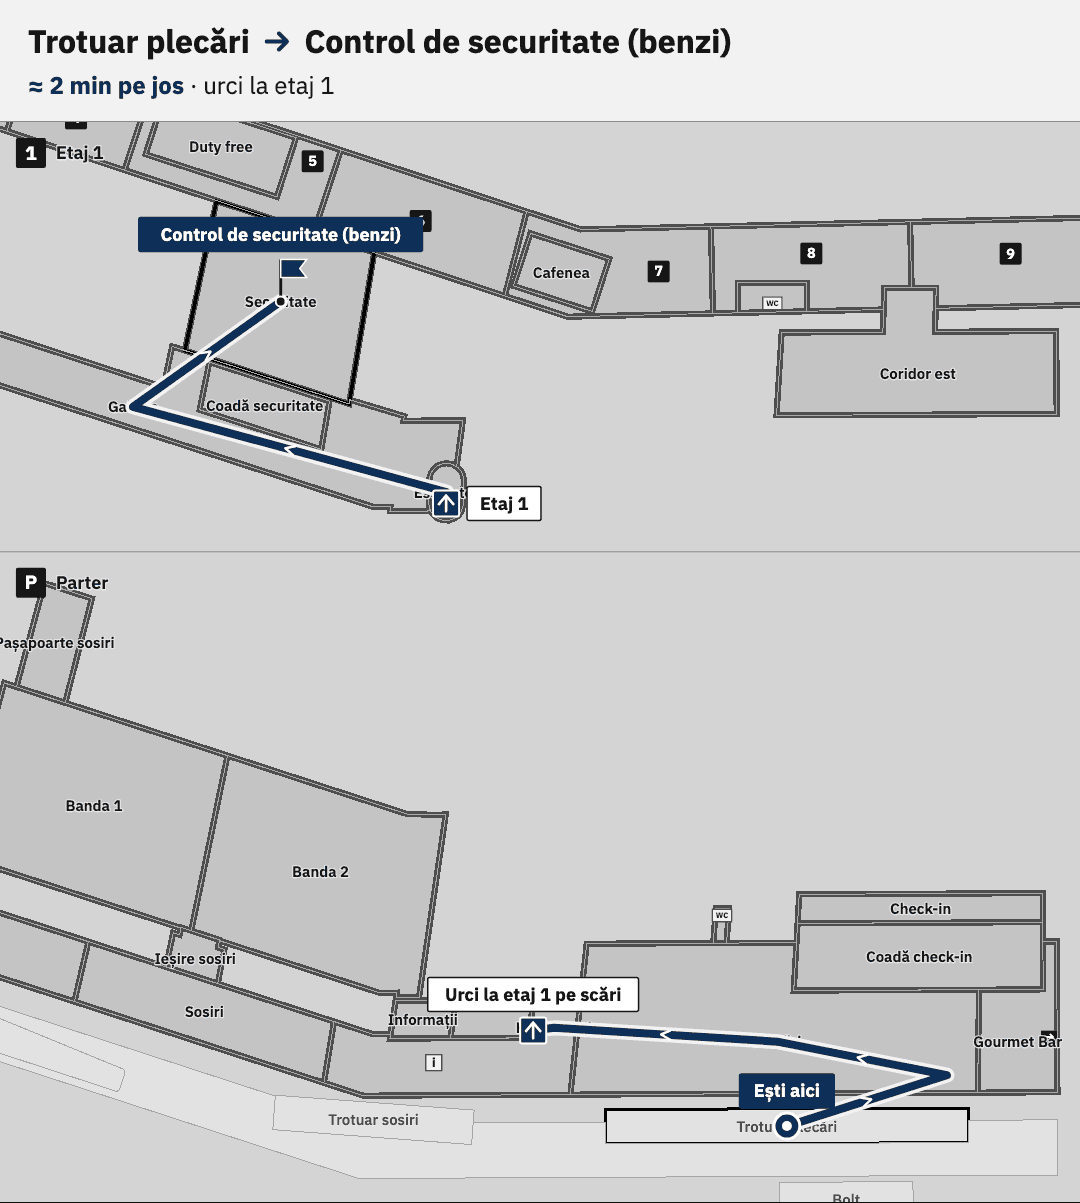 Trotuar plecări → Control de securitate (benzi)
≈ 2 min pe jos · urci la etaj 1
1 Etaj 1
Duty free
5
Control de securitate (benzi)
Cafenea
7
8
9
wc
Coridor est
Coadă securitate
Etaj 1
P Parter
Pașapoarte sosiri
Banda 1
Banda 2
Ieșire sosiri
Sosiri
Informații
i
Urci la etaj 1 pe scări
wc
Check-in
Coadă check-in
Gourmet Bar
Ești aici
Trotuar sosiri
Bolt